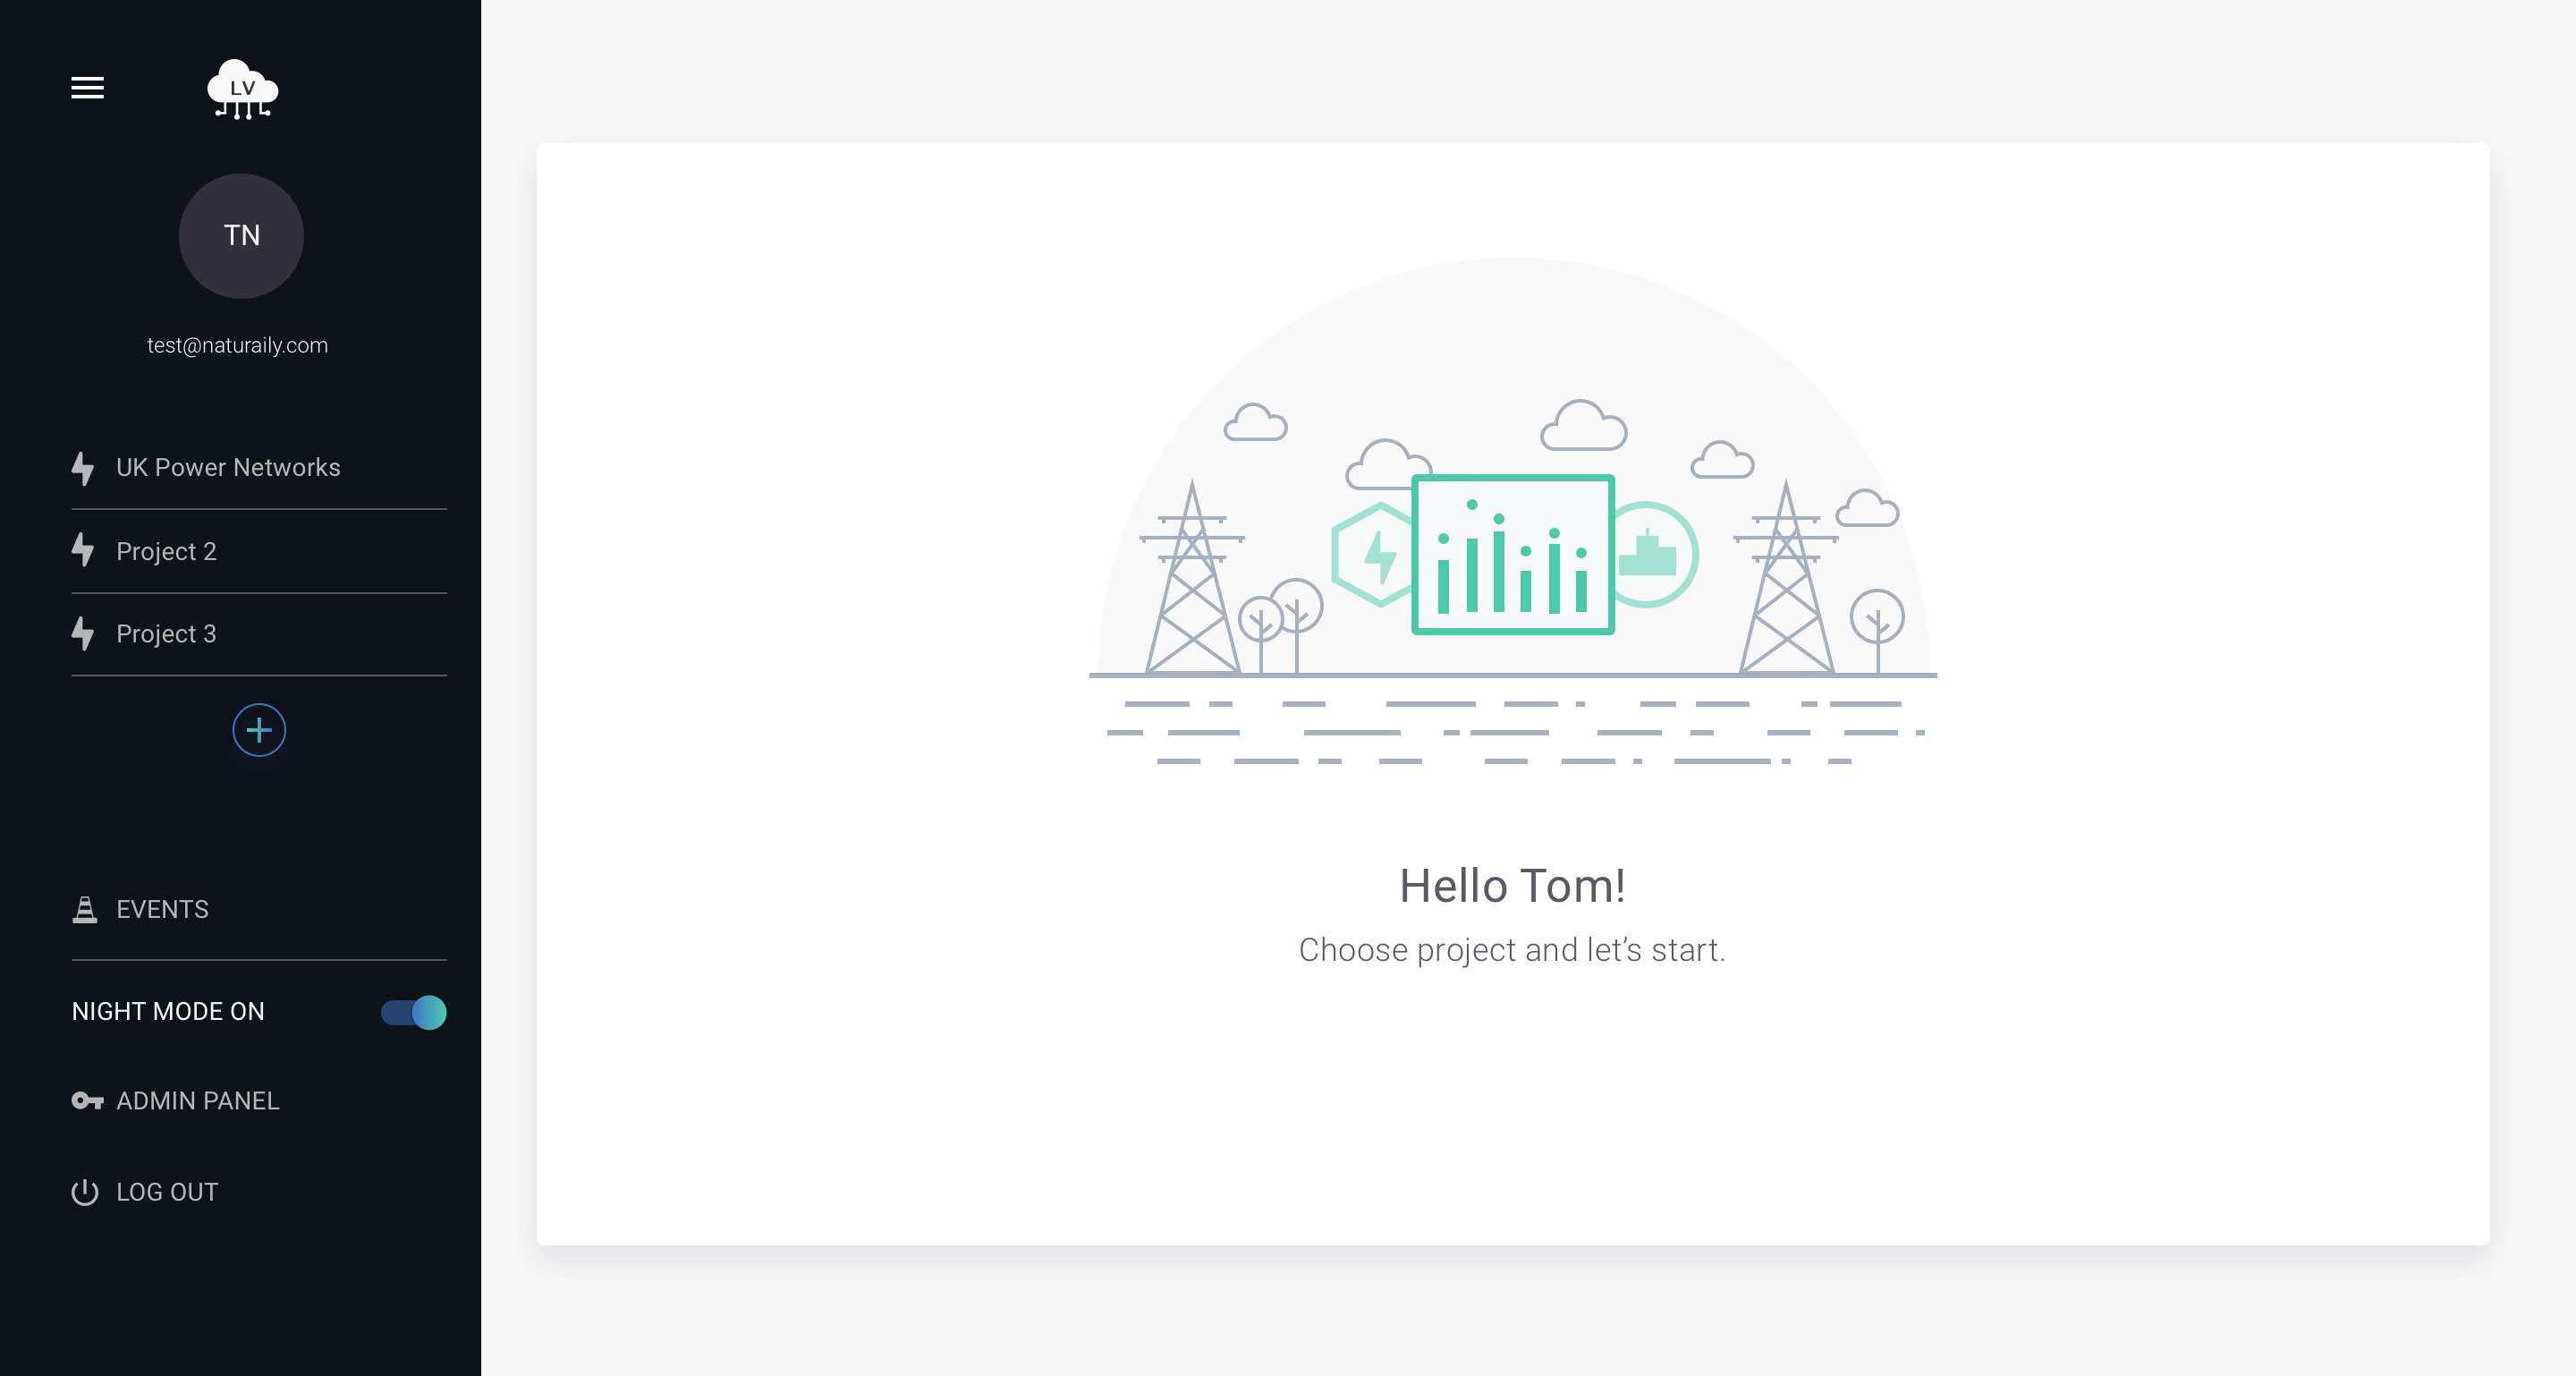 LV
TN
test@naturaily.com
UK Power Networks
Project 2
Project 3
EVENTS
NIGHT MODE ON
ADMIN PANEL
LOG OUT
Hello Tom!
Choose project and let’s start.